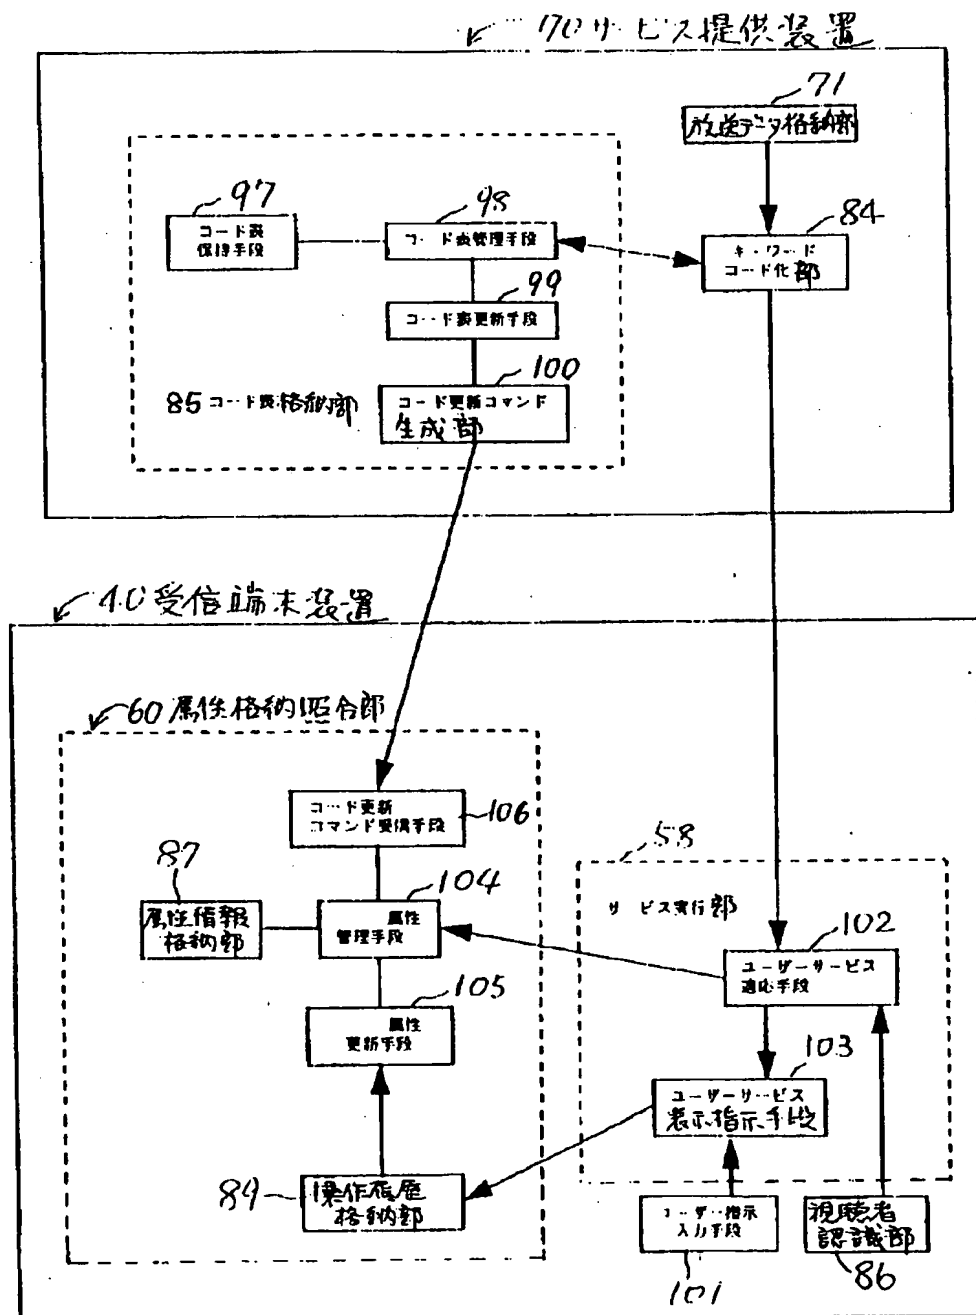 70サービス提供装置
71
放送データ格納部
97
コード表
保持手段
98
コード表管理手段
84
キーワード
コード化部
99
コード表更新手段
100
コード更新コマンド
生成部
85コード表格納部
40受信端末装置
60属性格納照合部
コード更新
コマンド受信手段
106
87
属性情報
格納部
104
属性
管理手段
105
属性
更新手段
89
操作履歴
格納部
58
サービス実行部
102
ユーザーサービス
適応手段
103
ユーザーサービス
表示指示手段
ユーザー指示
入力手段
101
視聴者
認識部
86